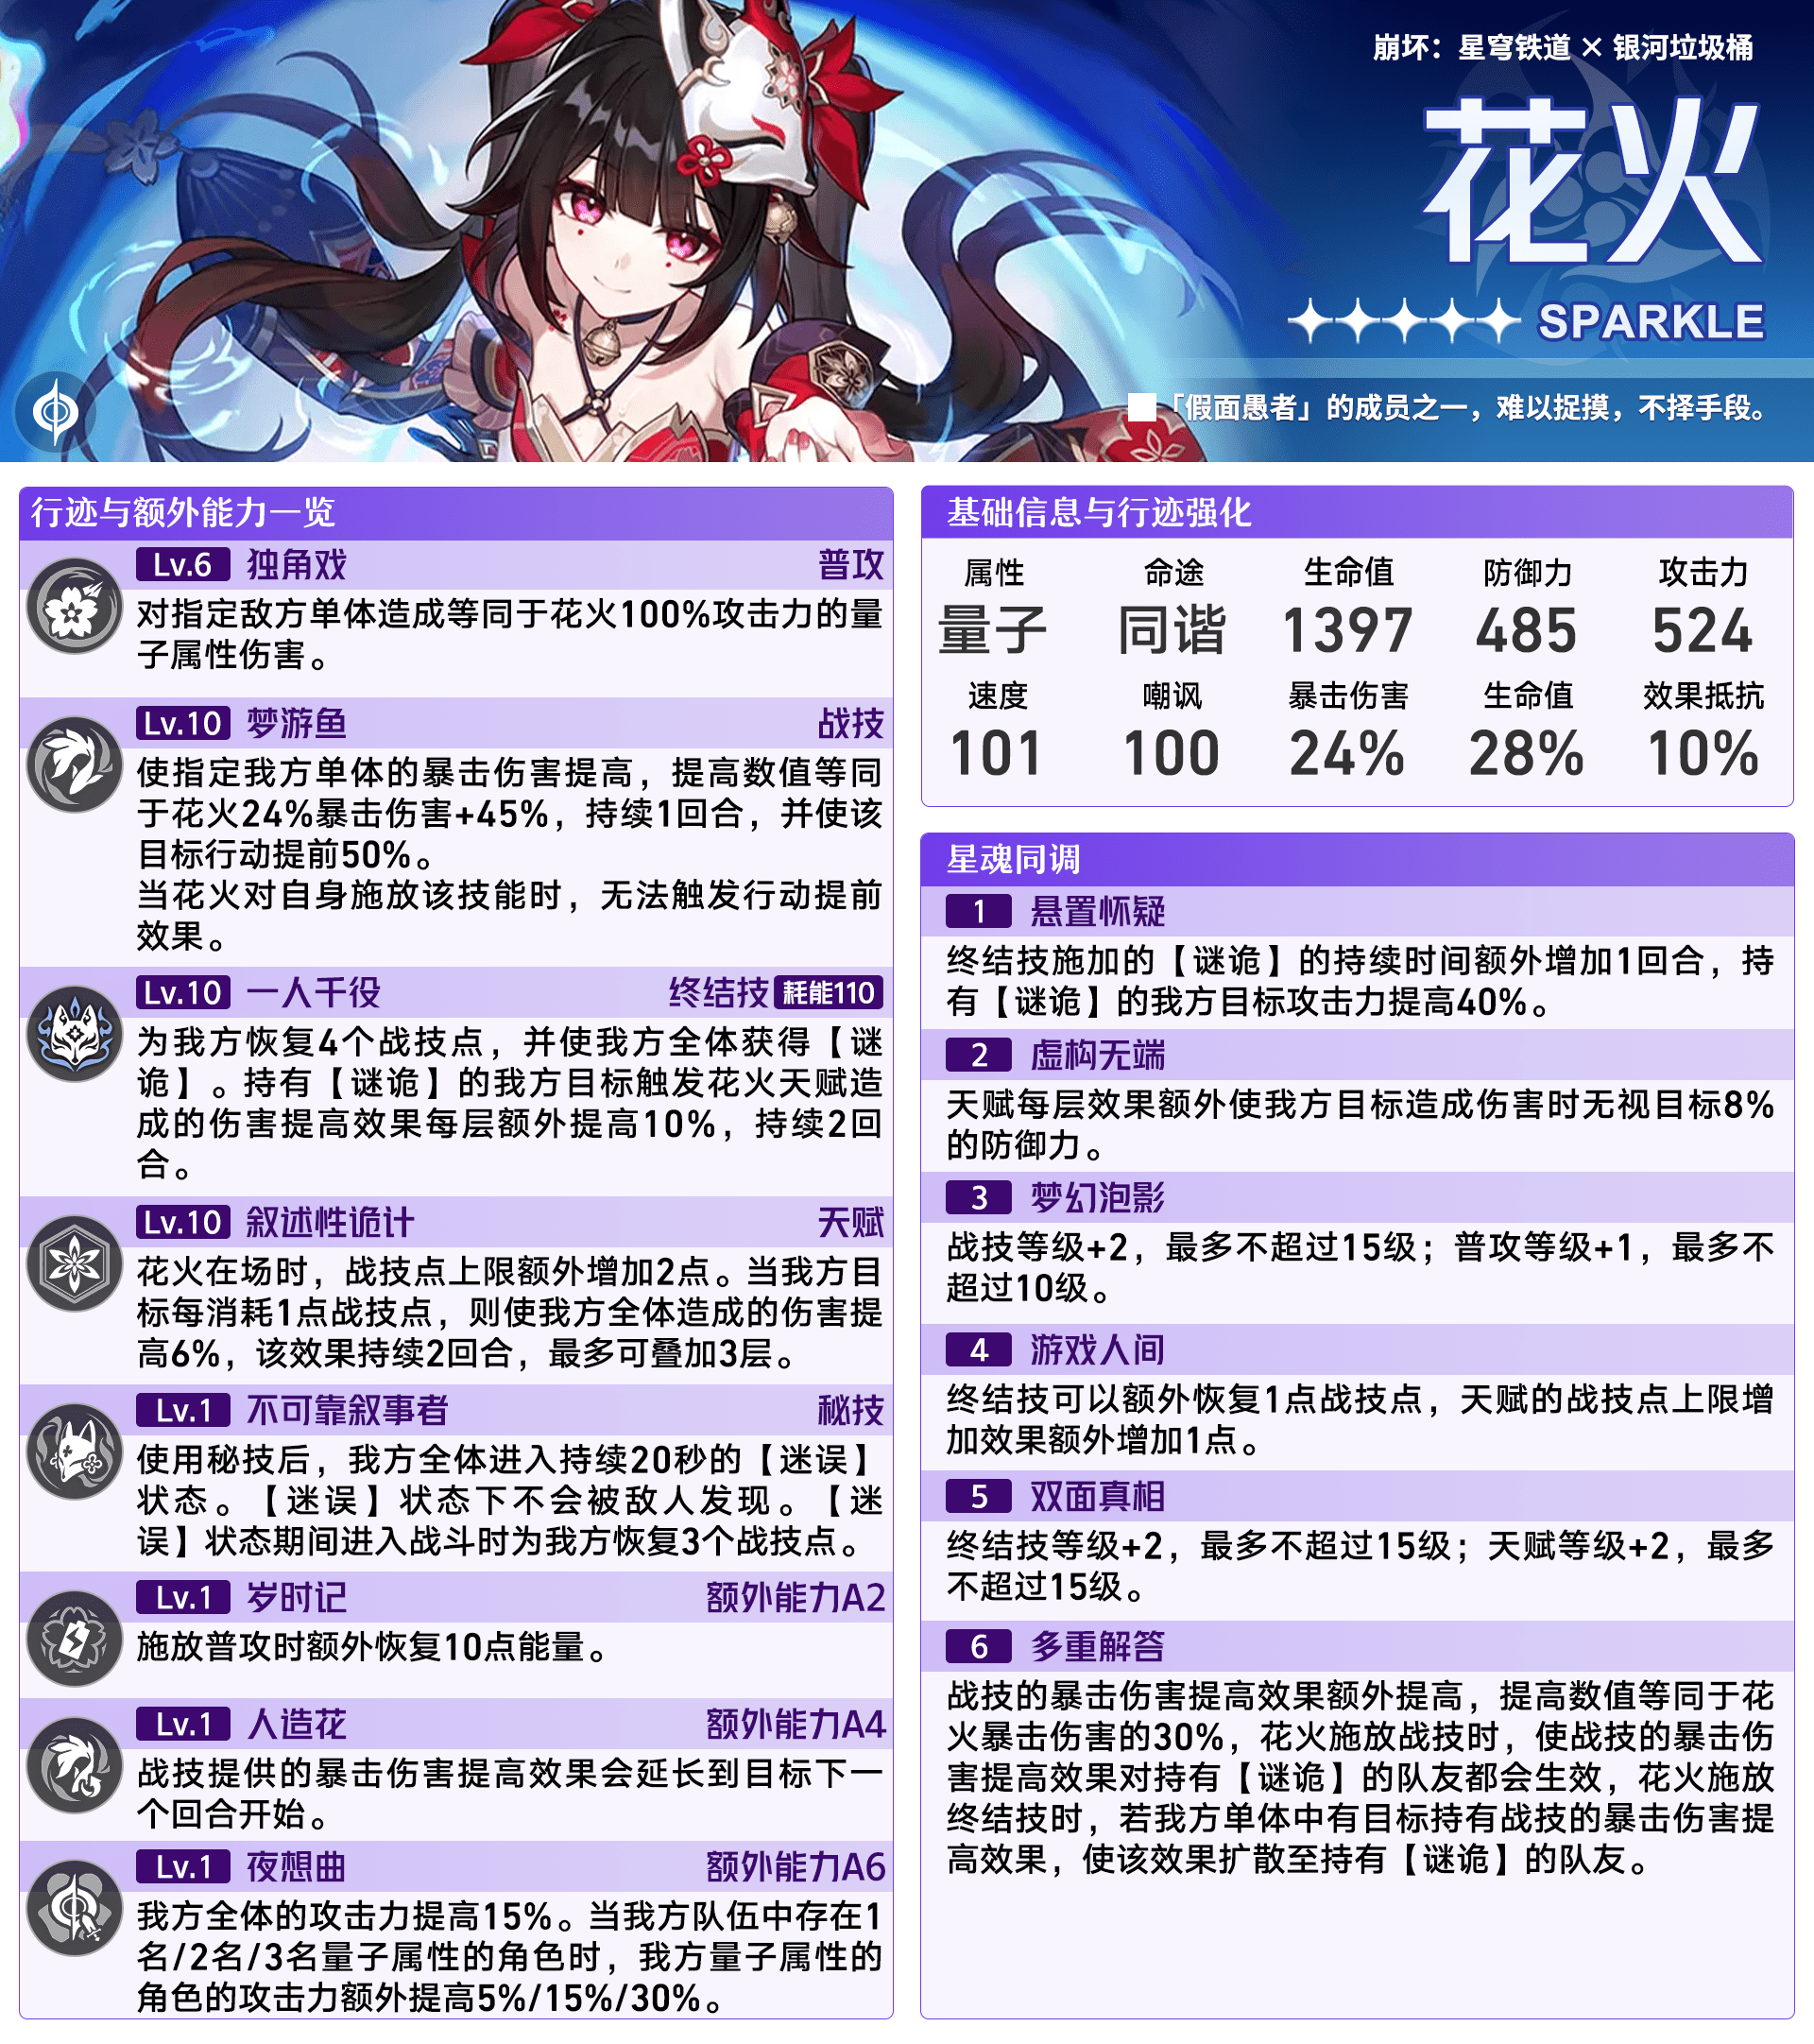 崩坏：星穹铁道 × 银河垃圾桶
花火
SPARKLE
「假面愚者」的成员之一，难以捉摸，不择手段。
行迹与额外能力一览
Lv.6 独角戏 普攻
对指定敌方单体造成等同于花火100%攻击力的量
子属性伤害。
Lv.10 梦游鱼 战技
使指定我方单体的暴击伤害提高，提高数值等同
于花火24%暴击伤害+45%，持续1回合，并使该
目标行动提前50%。
当花火对自身施放该技能时，无法触发行动提前
效果。
Lv.10 一人千役 终结技 耗能110
为我方恢复4个战技点，并使我方全体获得【谜
诡】。持有【谜诡】的我方目标触发花火天赋造
成的伤害提高效果每层额外提高10%，持续2回
合。
Lv.10 叙述性诡计 天赋
花火在场时，战技点上限额外增加2点。当我方目
标每消耗1点战技点，则使我方全体造成的伤害提
高6%，该效果持续2回合，最多可叠加3层。
Lv.1 不可靠叙事者 秘技
使用秘技后，我方全体进入持续20秒的【迷误】
状态。【迷误】状态下不会被敌人发现。【迷
误】状态期间进入战斗时为我方恢复3个战技点。
Lv.1 岁时记 额外能力A2
施放普攻时额外恢复10点能量。
Lv.1 人造花 额外能力A4
战技提供的暴击伤害提高效果会延长到目标下一
个回合开始。
Lv.1 夜想曲 额外能力A6
我方全体的攻击力提高15%。当我方队伍中存在1
名/2名/3名量子属性的角色时，我方量子属性的
角色的攻击力额外提高5%/15%/30%。
基础信息与行迹强化
属性 命途 生命值 防御力 攻击力
量子 同谐 1397 485 524
速度 嘲讽 暴击伤害 生命值 效果抵抗
101 100 24% 28% 10%
星魂同调
1 悬置怀疑
终结技施加的【谜诡】的持续时间额外增加1回合，持
有【谜诡】的我方目标攻击力提高40%。
2 虚构无端
天赋每层效果额外使我方目标造成伤害时无视目标8%
的防御力。
3 梦幻泡影
战技等级+2，最多不超过15级；普攻等级+1，最多不
超过10级。
4 游戏人间
终结技可以额外恢复1点战技点，天赋的战技点上限增
加效果额外增加1点。
5 双面真相
终结技等级+2，最多不超过15级；天赋等级+2，最多
不超过15级。
6 多重解答
战技的暴击伤害提高效果额外提高，提高数值等同于花
火暴击伤害的30%，花火施放战技时，使战技的暴击伤
害提高效果对持有【谜诡】的队友都会生效，花火施放
终结技时，若我方单体中有目标持有战技的暴击伤害提
高效果，使该效果扩散至持有【谜诡】的队友。